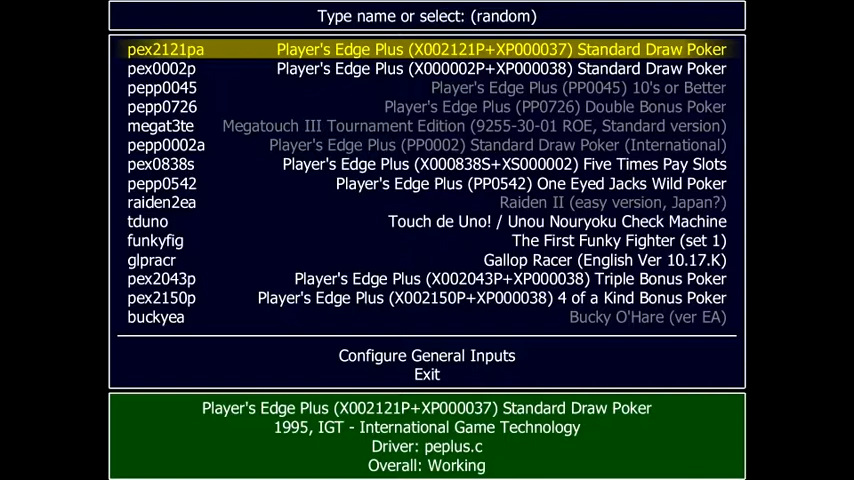 Type name or select: (random)
pex2121pa Player's Edge Plus (X002121P+XP000037) Standard Draw Poker
pex0002p Player's Edge Plus (X000002P+XP000038) Standard Draw Poker
pepp0045 Player's Edge Plus (PP0045) 10's or Better
pepp0726 Player's Edge Plus (PP0726) Double Bonus Poker
megat3te Megatouch III Tournament Edition (9255-30-01 ROE, Standard version)
pepp0002a Player's Edge Plus (PP0002) Standard Draw Poker (International)
pex0838s Player's Edge Plus (X000838S+XS000002) Five Times Pay Slots
pepp0542 Player's Edge Plus (PP0542) One Eyed Jacks Wild Poker
raiden2ea Raiden II (easy version, Japan?)
tduno Touch de Uno! / Unou Nouryoku Check Machine
funkyfig The First Funky Fighter (set 1)
glpracr Gallop Racer (English Ver 10.17.K)
pex2043p Player's Edge Plus (X002043P+XP000038) Triple Bonus Poker
pex2150p Player's Edge Plus (X002150P+XP000038) 4 of a Kind Bonus Poker
buckyea Bucky O'Hare (ver EA)
Configure General Inputs
Exit
Player's Edge Plus (X002121P+XP000037) Standard Draw Poker
1995, IGT - International Game Technology
Driver: peplus.c
Overall: Working